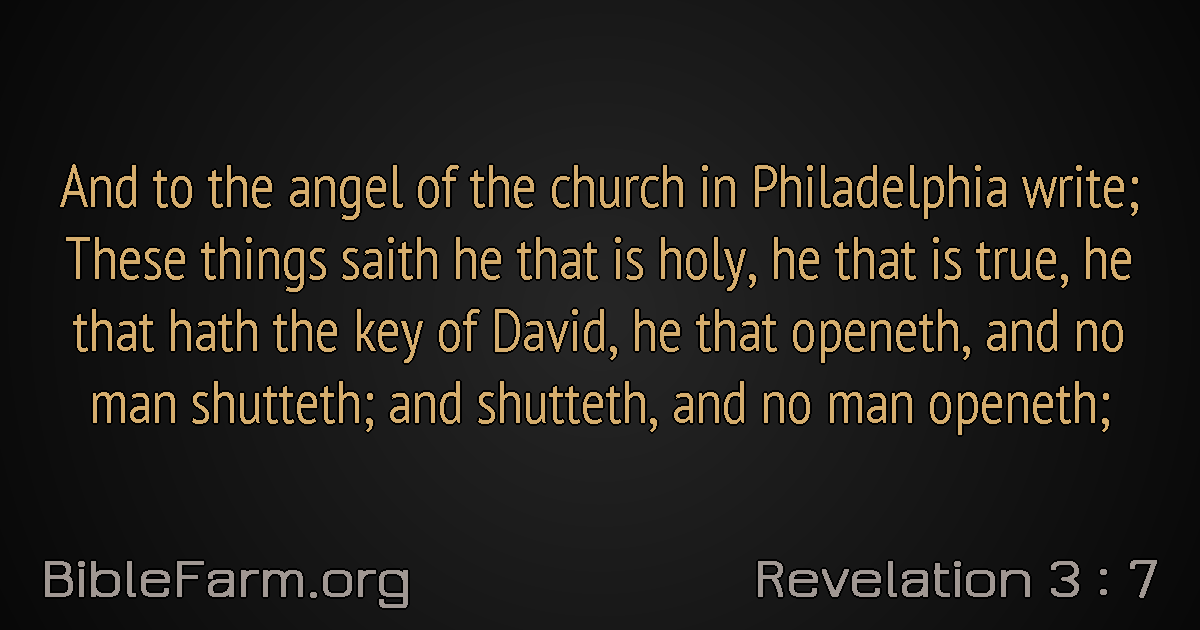 And to the angel of the church in Philadelphia write;
These things saith he that is holy, he that is true, he
that hath the key of David, he that openeth, and no
man shutteth; and shutteth, and no man openeth;
BibleFarm.org
Revelation 3 : 7